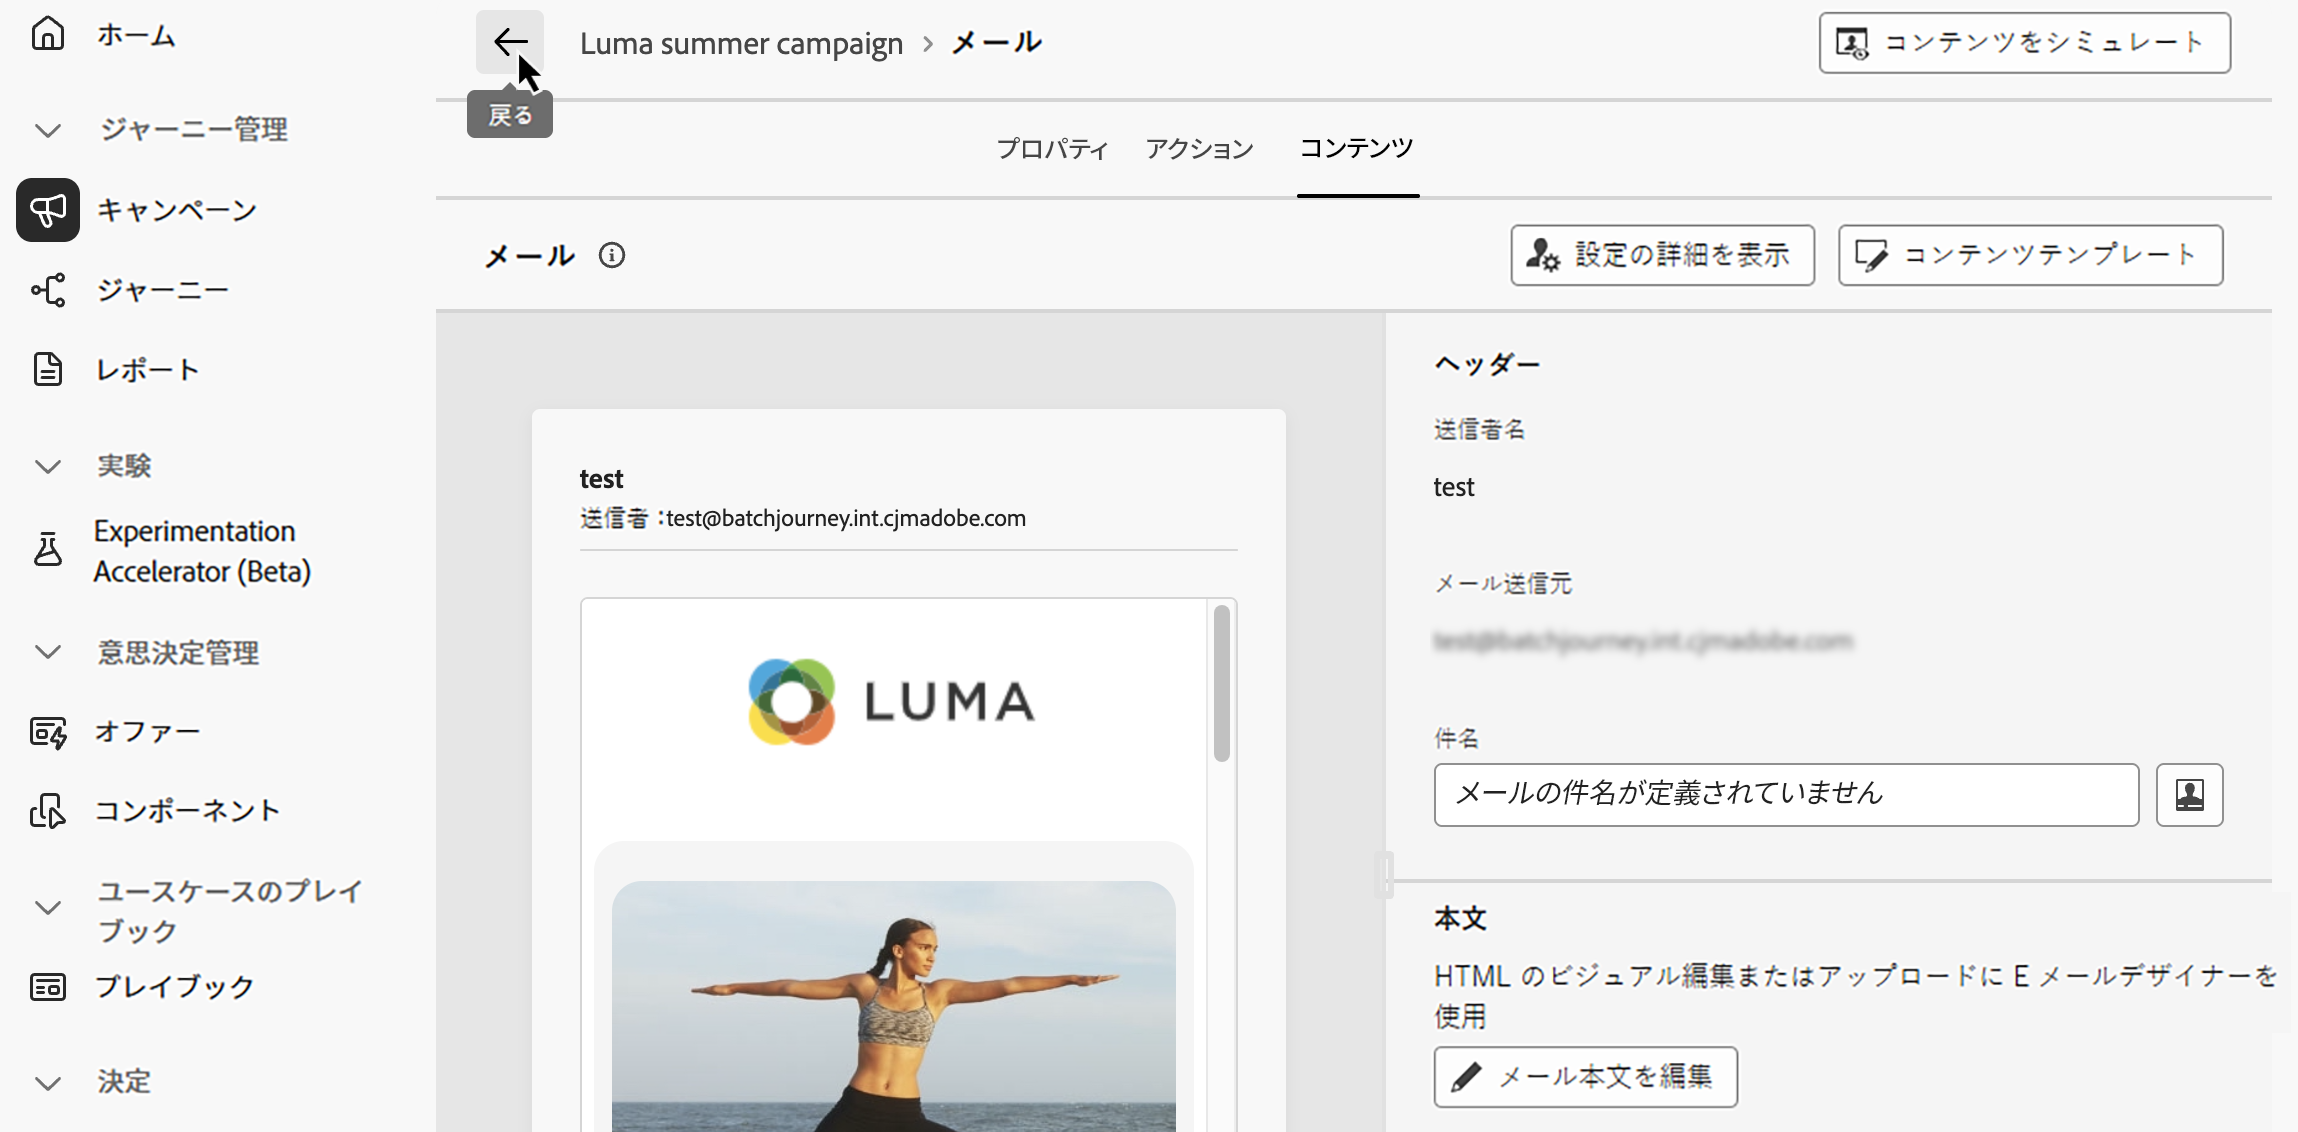 ホーム
ジャーニー管理
キャンペーン
ジャーニー
レポート
実験
Experimentation
Accelerator (Beta)
意思決定管理
オファー
コンポーネント
ユースケースのプレイ
ブック
プレイブック
決定
Luma summer campaign > メール
戻る
コンテンツをシミュレート
プロパティ アクション コンテンツ
メール
設定の詳細を表示
コンテンツテンプレート
test
送信者 :test@batchjourney.int.cjmadobe.com
LUMA
ヘッダー
送信者名
test
メール送信元
test@batchjourney.int.cjmadobe.com
件名
メールの件名が定義されていません
本文
HTML のビジュアル編集またはアップロードに E メールデザイナーを
使用
メール本文を編集